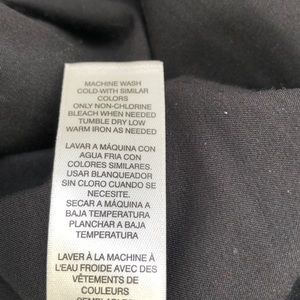 MACHINE WASH
COLD-WITH SIMILAR
COLORS
ONLY NON-CHLORINE
BLEACH WHEN NEEDED
TUMBLE DRY LOW
WARM IRON AS NEEDED
LAVAR A MÁQUINA CON
AGUA FRIA CON
COLORES SIMILARES.
USAR BLANQUEADOR
SIN CLORO CUANDO SE
NECESITE.
SECAR A MÁQUINA A
BAJA TEMPERATURA
PLANCHAR A BAJA
TEMPERATURA
LAVER À LA MACHINE À
L'EAU FROIDE AVEC DES
VÊTEMENTS DE
COULEURS